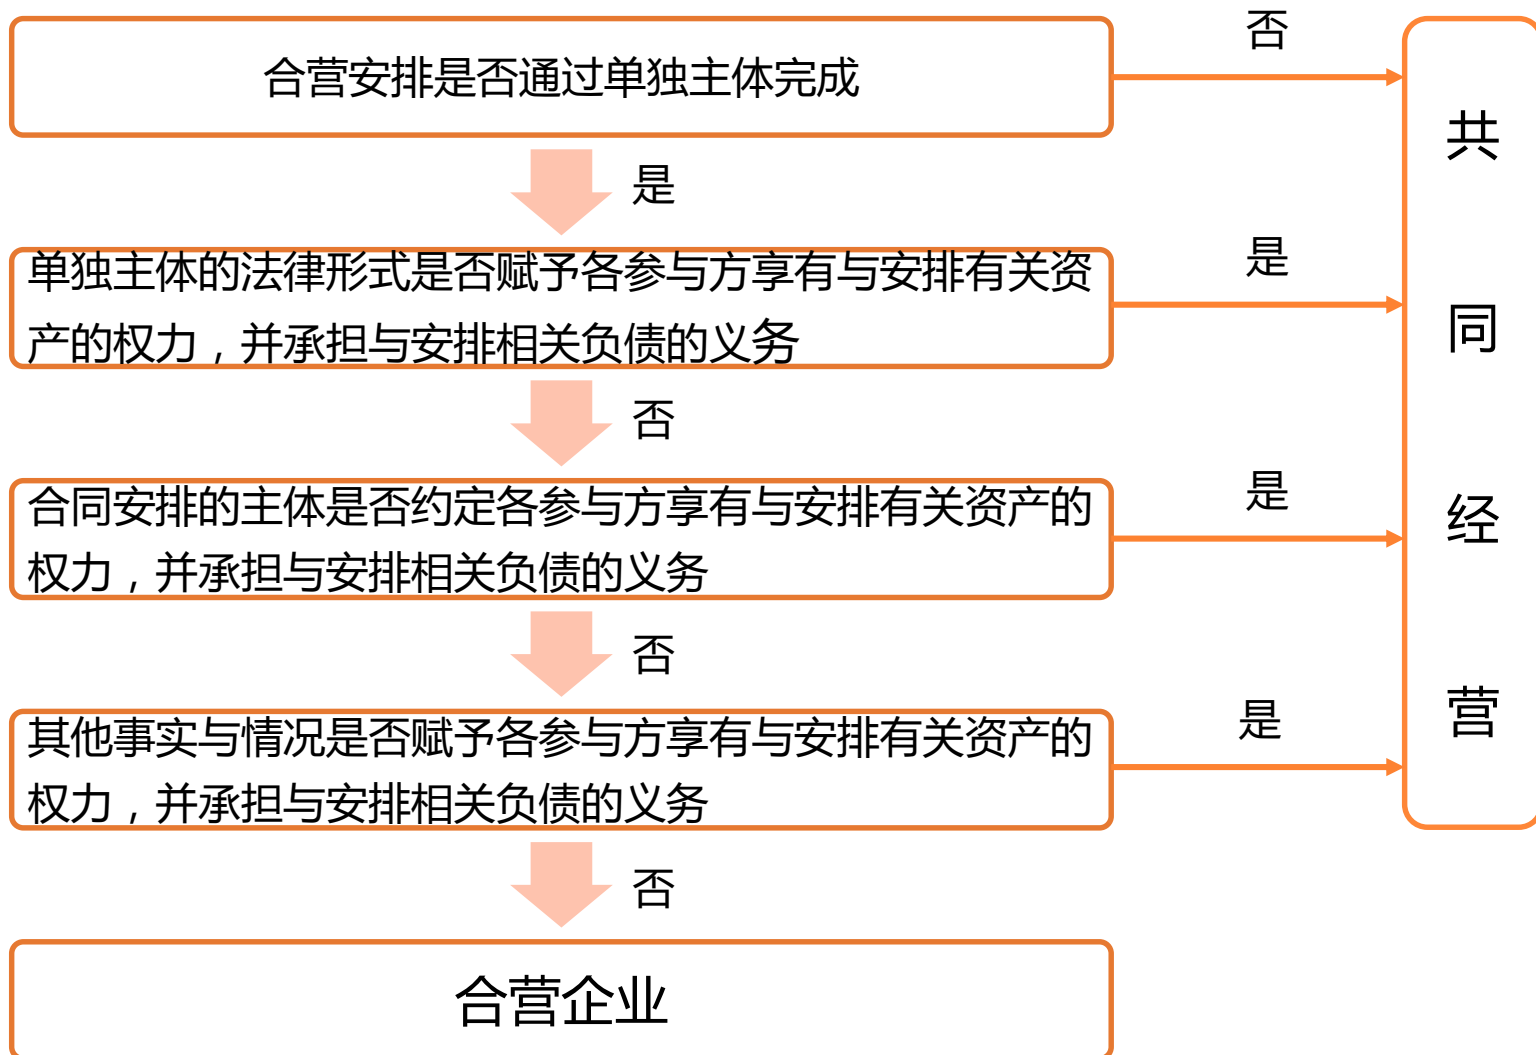 合营安排是否通过单独主体完成
否
是
单独主体的法律形式是否赋予各参与方享有与安排有关资
产的权力，并承担与安排相关负债的义务
是
否
合同安排的主体是否约定各参与方享有与安排有关资产的
权力，并承担与安排相关负债的义务
是
否
其他事实与情况是否赋予各参与方享有与安排有关资产的
权力，并承担与安排相关负债的义务
是
否
合营企业
共
同
经
营